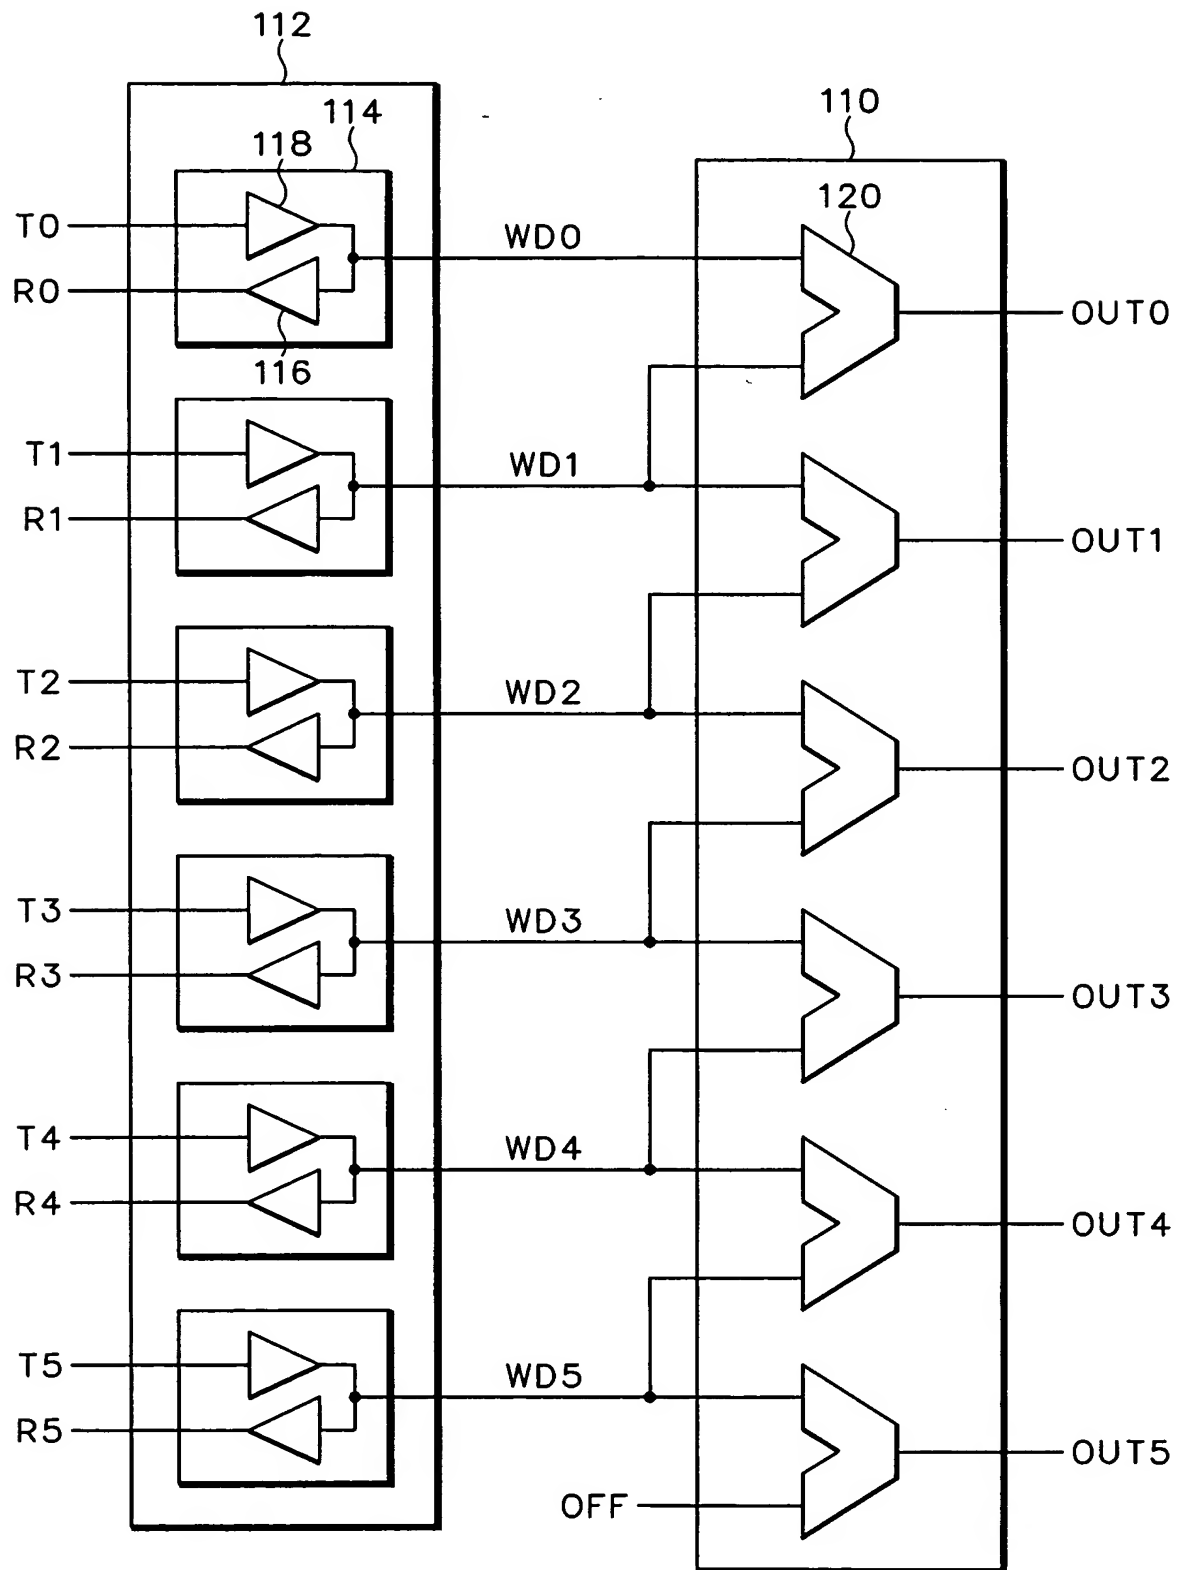 112
114
110
118
120
T0
WD0
R0
OUT0
116
T1
WD1
R1
OUT1
T2
WD2
R2
OUT2
T3
WD3
R3
OUT3
T4
WD4
R4
OUT4
T5
WD5
R5
OUT5
OFF